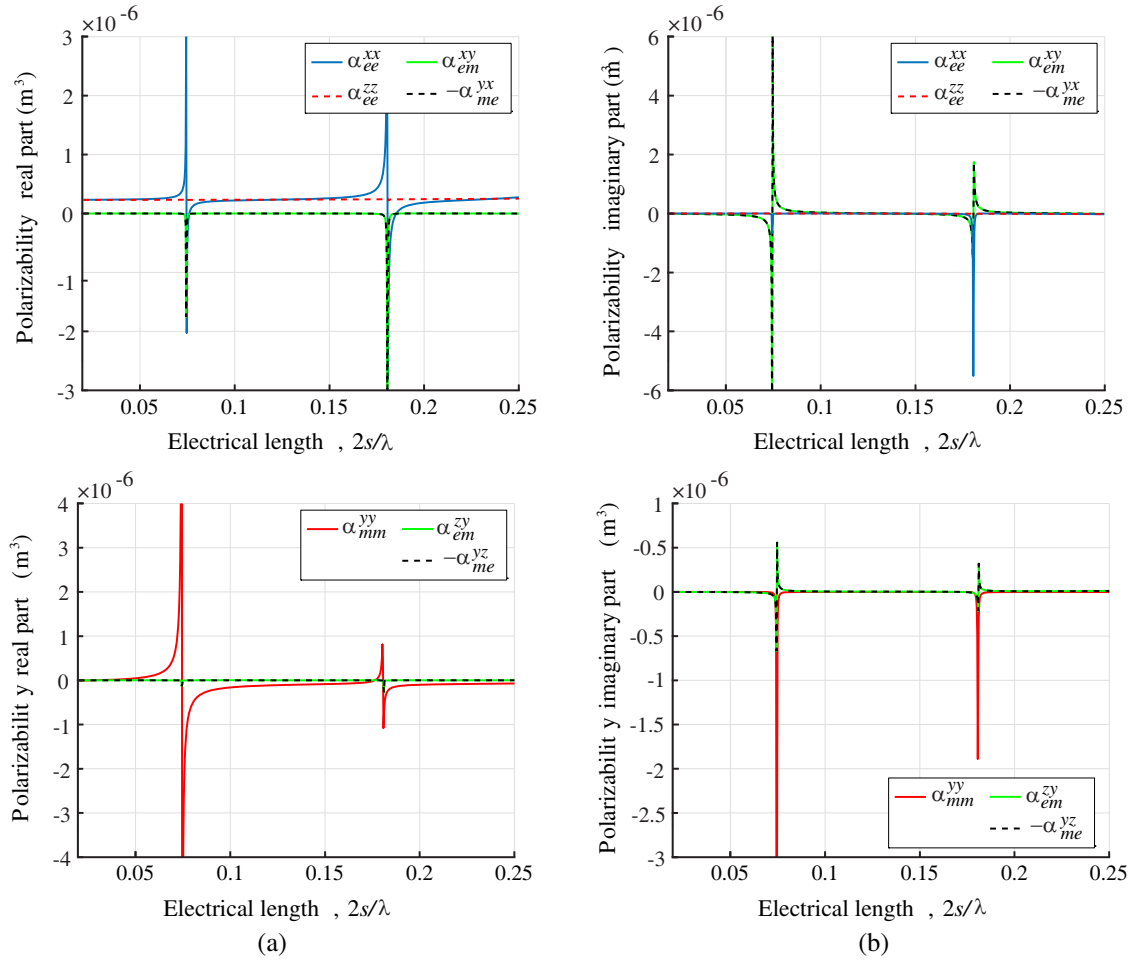 ×10 -6
3
2
1
0
-1
-2
-3
Polarizability real part (m³)
α_ee^xx α_em^xy
α_ee^zz −α_me^yx
0.05 0.1 0.15 0.2 0.25
Electrical length , 2s/λ
×10 -6
6
4
2
0
-2
-4
-6
Polarizability imaginary part (m³)
α_ee^xx α_em^xy
α_ee^zz −α_me^yx
0.05 0.1 0.15 0.2 0.25
Electrical length , 2s/λ
×10 -6
4
3
2
1
0
-1
-2
-3
-4
Polarizabilit y real part (m³)
α_mm^yy α_em^zy
−α_me^yz
0.05 0.1 0.15 0.2 0.25
Electrical length , 2s/λ
(a)
×10 -6
1
-0.5
0
-0.5
-1
-1.5
-2
-2.5
-3
Polarizabilit y imaginary part (m³)
α_mm^yy α_em^zy
−α_me^yz
0.05 0.1 0.15 0.2 0.25
Electrical length , 2s/λ
(b)